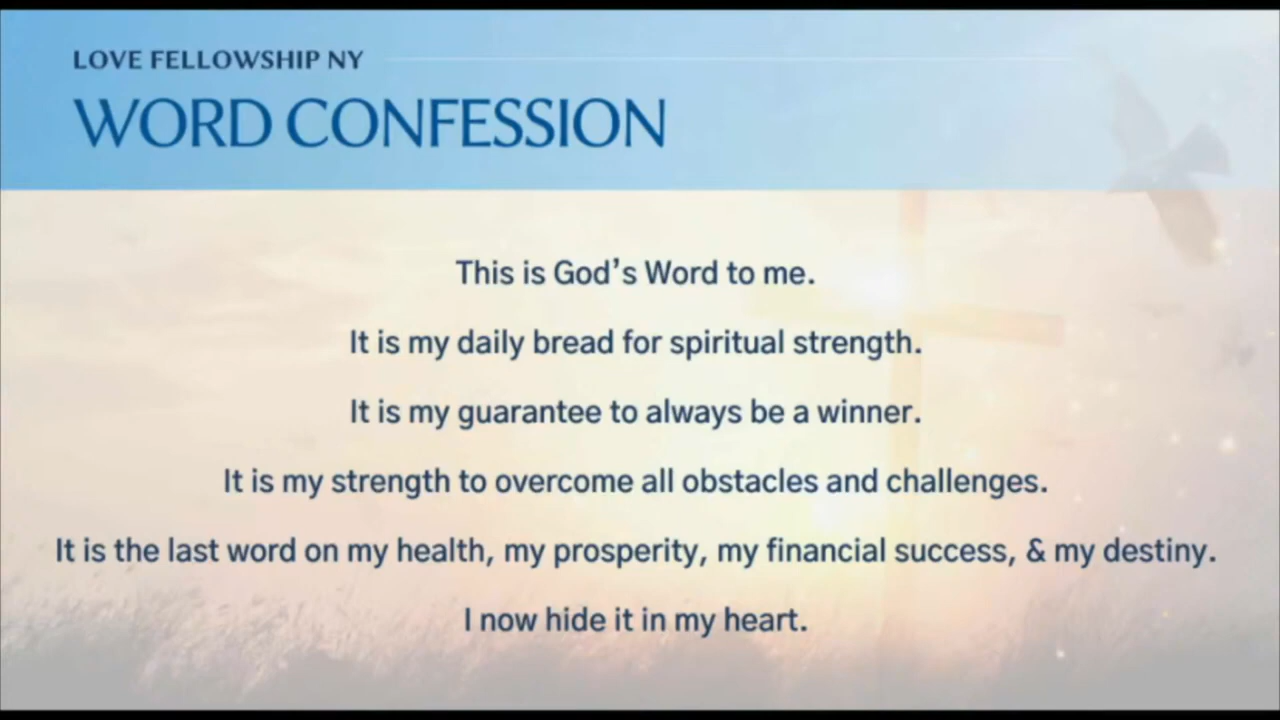 LOVE FELLOWSHIP NY
WORD CONFESSION
This is God’s Word to me.
It is my daily bread for spiritual strength.
It is my guarantee to always be a winner.
It is my strength to overcome all obstacles and challenges.
It is the last word on my health, my prosperity, my financial success, & my destiny.
I now hide it in my heart.